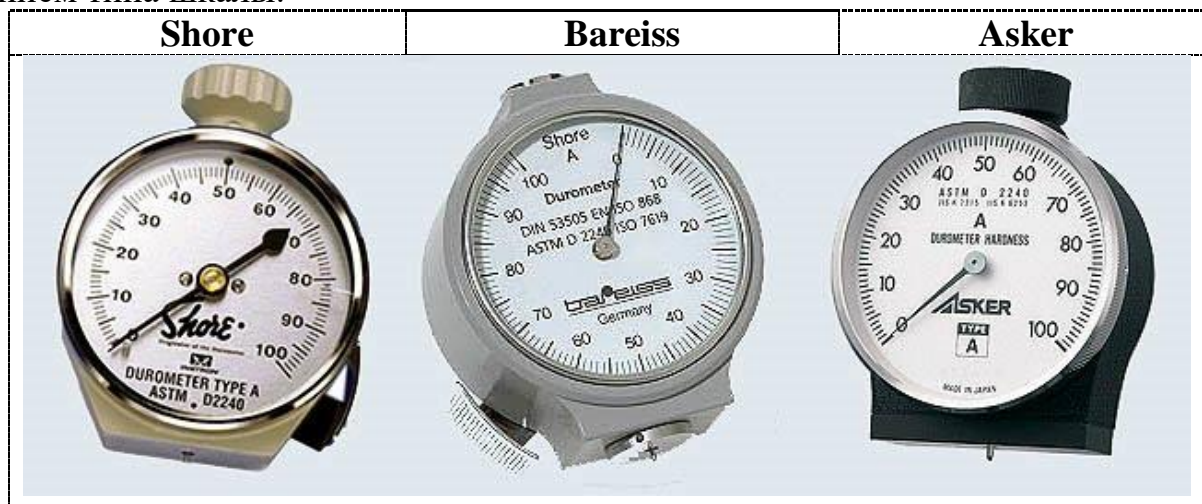 Shore Bareiss Asker
10 20 30 40 50 60 80 90 100
Shore
DUROMETER TYPE A
ASTM. D2240
Shore
A
0 10 20 30 40 50 60 70 80 90 100
Durometer
DIN 53505 EN ISO 868
ASTM D 2240 ISO 7619
bareiss
Germany
0 10 20 30 40 50 60 70 80 90 100
ASTM D 2240
A
DUROMETER HARDNESS
ASKER
TYPE
A
MADE IN JAPAN